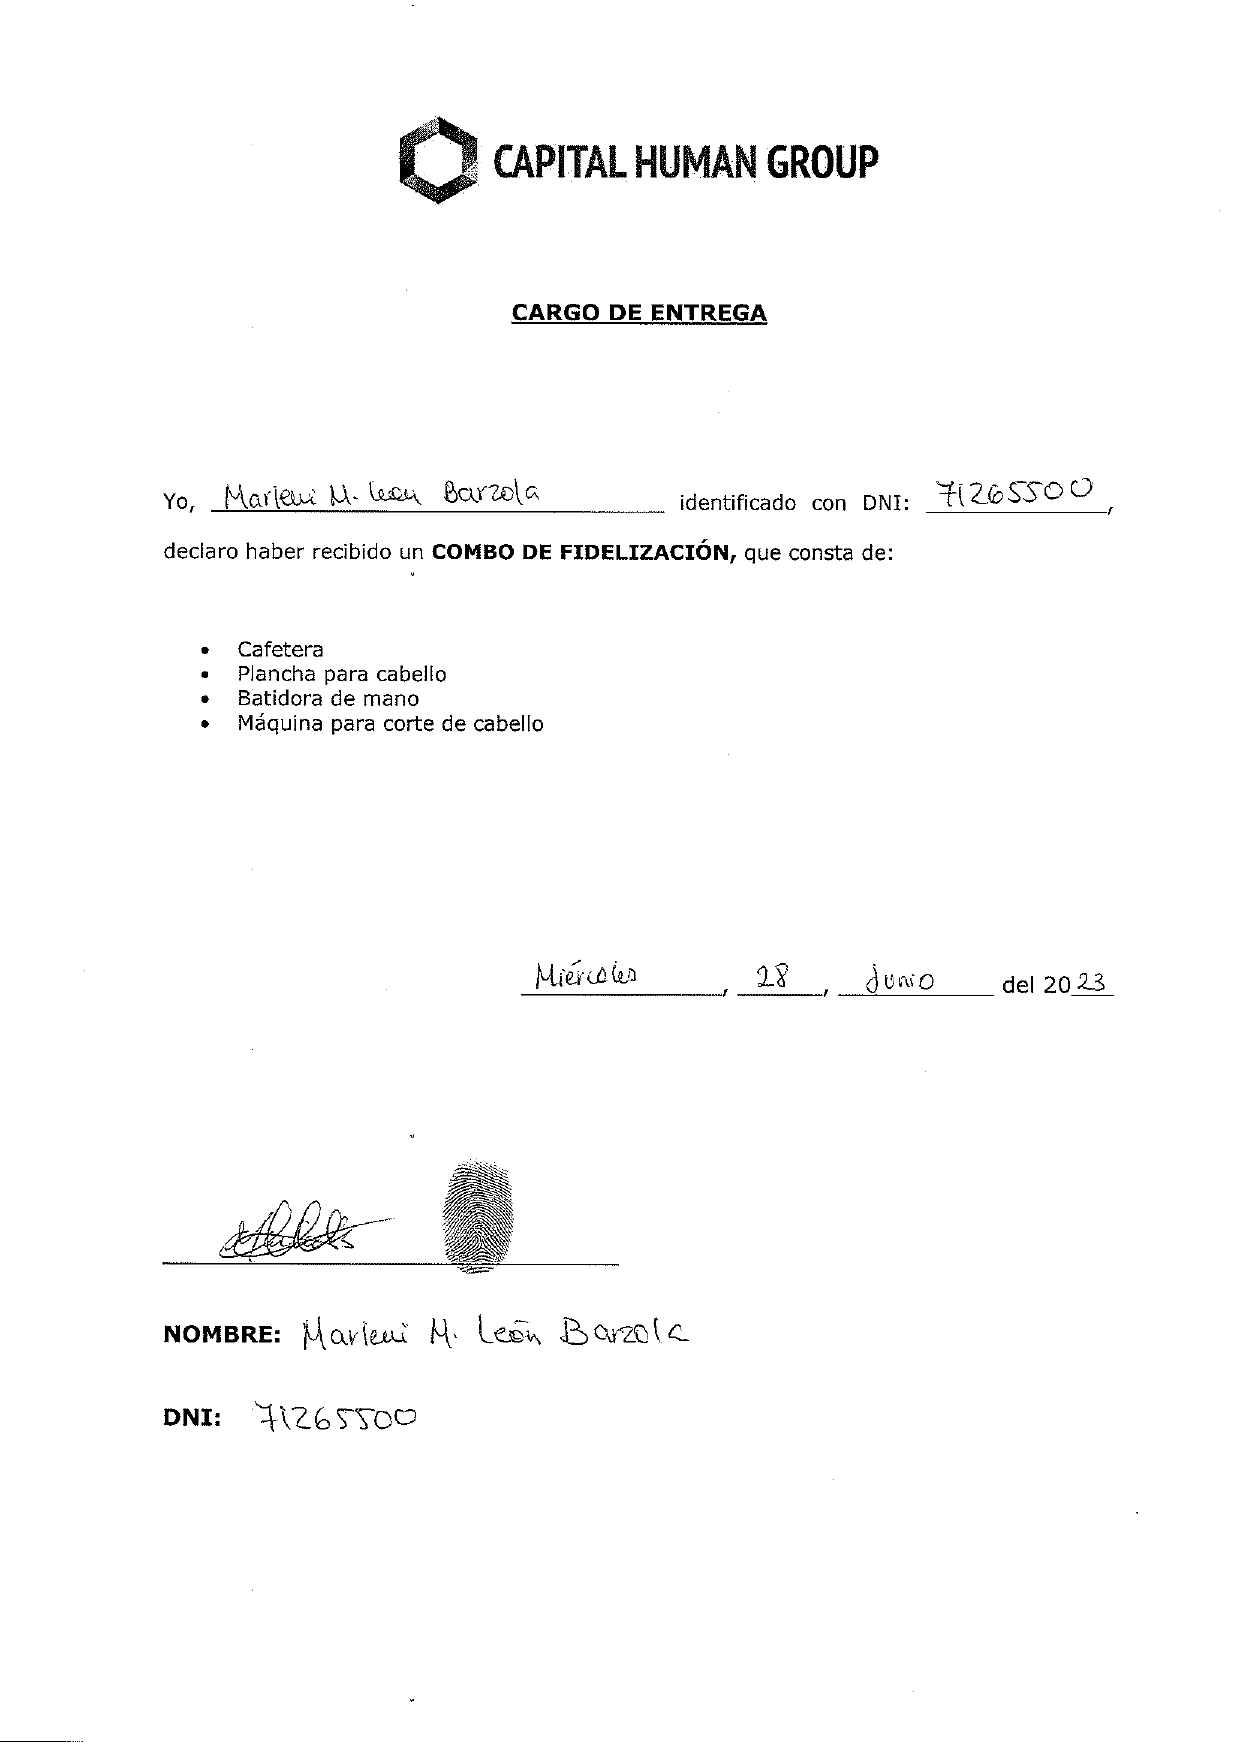 CAPITAL HUMAN GROUP
CARGO DE ENTREGA
Yo, Marleni M. León Barzola identificado con DNI: 71265500,
declaro haber recibido un COMBO DE FIDELIZACIÓN, que consta de:
• Cafetera
• Plancha para cabello
• Batidora de mano
• Máquina para corte de cabello
Miércoles, 28, Junio del 2023
NOMBRE: Marleni M. León Barzola
DNI: 71265500